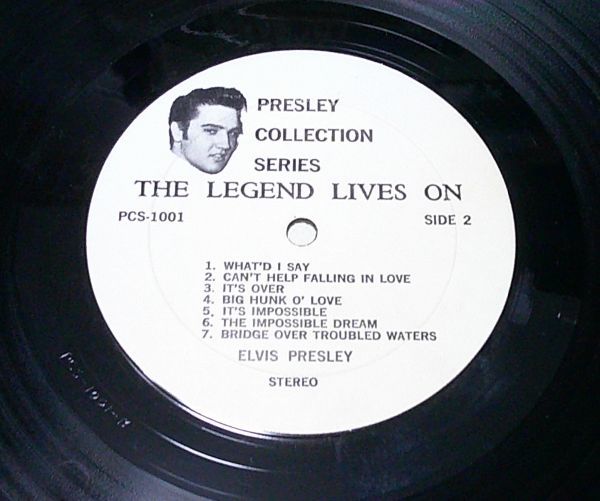 PRESLEY
COLLECTION
SERIES
THE LEGEND LIVES ON
PCS-1001
SIDE 2
1. WHAT'D I SAY
2. CAN'T HELP FALLING IN LOVE
3. IT'S OVER
4. BIG HUNK O' LOVE
5. IT'S IMPOSSIBLE
6. THE IMPOSSIBLE DREAM
7. BRIDGE OVER TROUBLED WATERS
ELVIS PRESLEY
STEREO